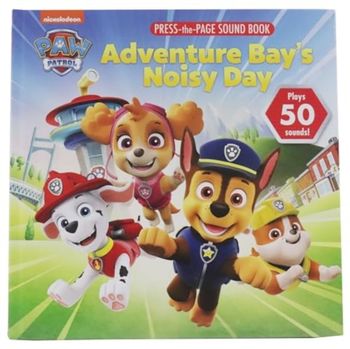 nickelodeon
PAW
PATROL
PRESS-the-PAGE SOUND BOOK
Adventure Bay's
Noisy Day
Plays
50
sounds!